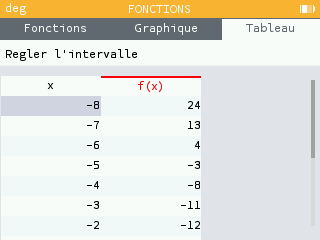 deg FONCTIONS
Fonctions Graphique Tableau
Regler l'intervalle
x f(x)
-8 24
-7 13
-6 4
-5 -3
-4 -8
-3 -11
-2 -12